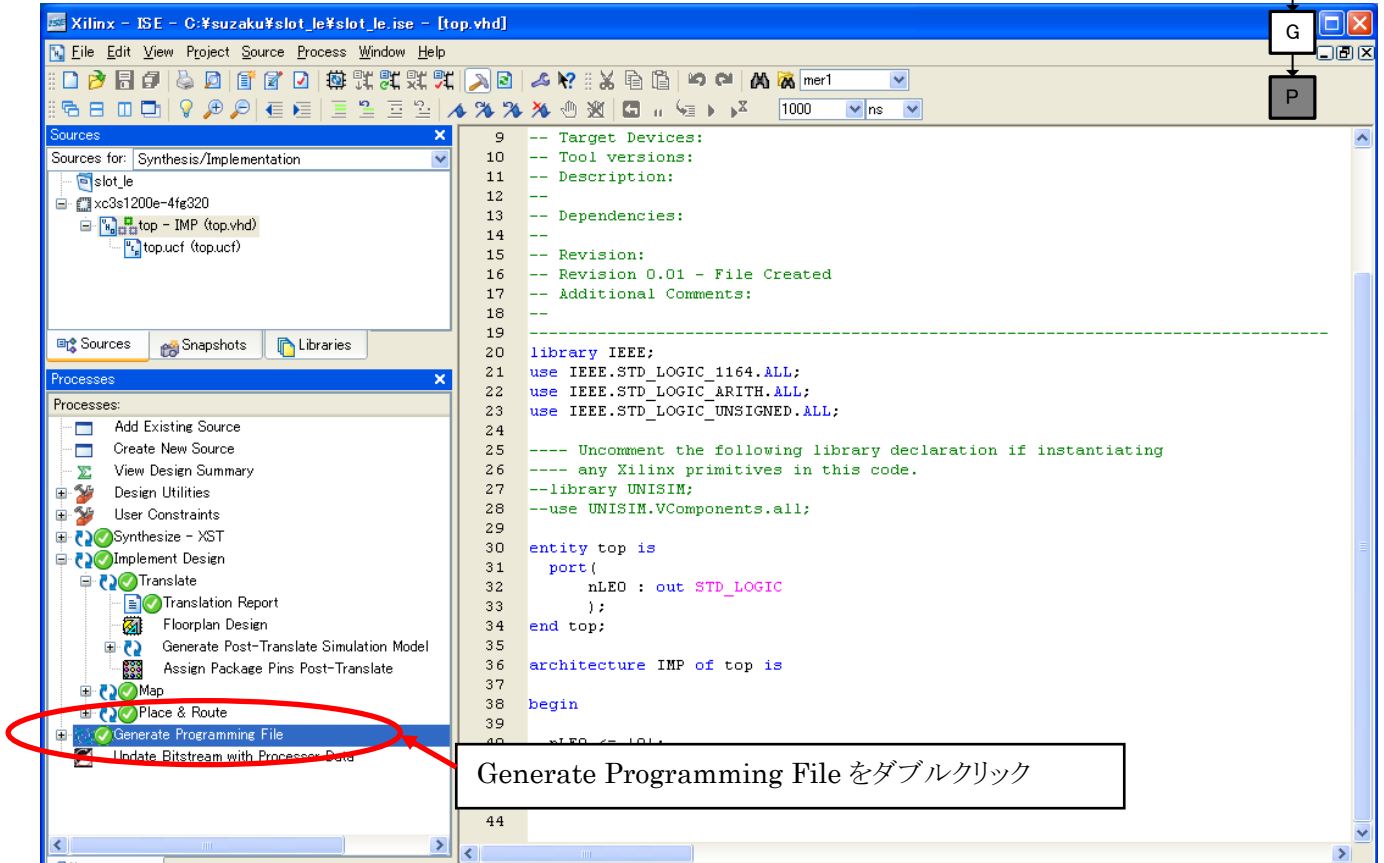 Xilinx - ISE - C:¥suzaku¥slot_le¥slot_le.ise - [top.vhd]
G
P
File Edit View Project Source Process Window Help
mer1
1000 ns
Sources
Sources for: Synthesis/Implementation
slot_le
xc3s1200e-4fg320
top - IMP (top.vhd)
top.ucf (top.ucf)
Sources Snapshots Libraries
Processes
Processes:
Add Existing Source
Create New Source
View Design Summary
Design Utilities
User Constraints
Synthesize - XST
Implement Design
Translate
Translation Report
Floorplan Design
Generate Post-Translate Simulation Model
Assign Package Pins Post-Translate
Map
Place & Route
Generate Programming File
Update Bitstream with Processor Data
9 -- Target Devices:
10 -- Tool versions:
11 -- Description:
12 --
13 -- Dependencies:
14 --
15 -- Revision:
16 -- Revision 0.01 - File Created
17 -- Additional Comments:
18 --
19 ----------------------------------------------------------------------------------
20 library IEEE;
21 use IEEE.STD_LOGIC_1164.ALL;
22 use IEEE.STD_LOGIC_ARITH.ALL;
23 use IEEE.STD_LOGIC_UNSIGNED.ALL;
24
25 ---- Uncomment the following library declaration if instantiating
26 ---- any Xilinx primitives in this code.
27 --library UNISIM;
28 --use UNISIM.VComponents.all;
29
30 entity top is
31 port(
32 nLE0 : out STD_LOGIC
33 );
34 end top;
35
36 architecture IMP of top is
37
38 begin
39
40 nLE0 <= '0';
Generate Programming File をダブルクリック
44